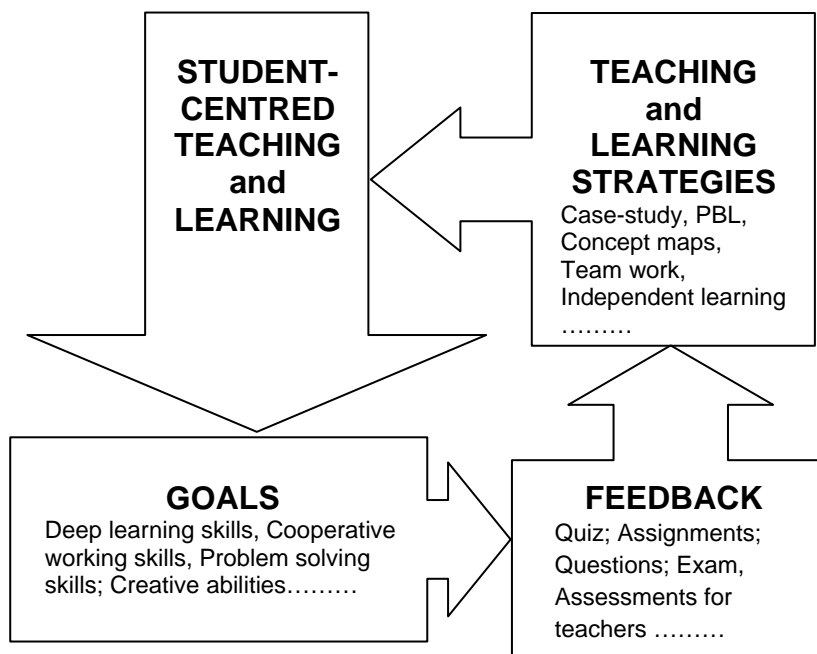 STUDENT-
CENTRED
TEACHING
and
LEARNING
TEACHING
and
LEARNING
STRATEGIES
Case-study, PBL,
Concept maps,
Team work,
Independent learning
………
GOALS
Deep learning skills, Cooperative
working skills, Problem solving
skills; Creative abilities………
FEEDBACK
Quiz; Assignments;
Questions; Exam,
Assessments for
teachers ………